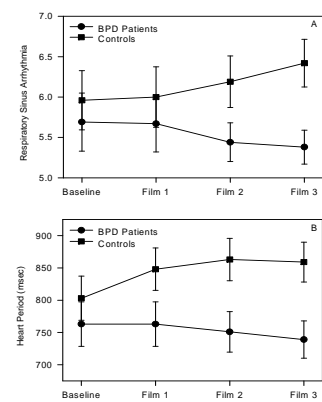 A
BPD Patients
Controls
Respiratory Sinus Arrhythmia
7.0
6.5
6.0
5.5
5.0
Baseline Film 1 Film 2 Film 3
B
BPD Patients
Controls
Heart Period (msec)
900
850
800
750
700
Baseline Film 1 Film 2 Film 3